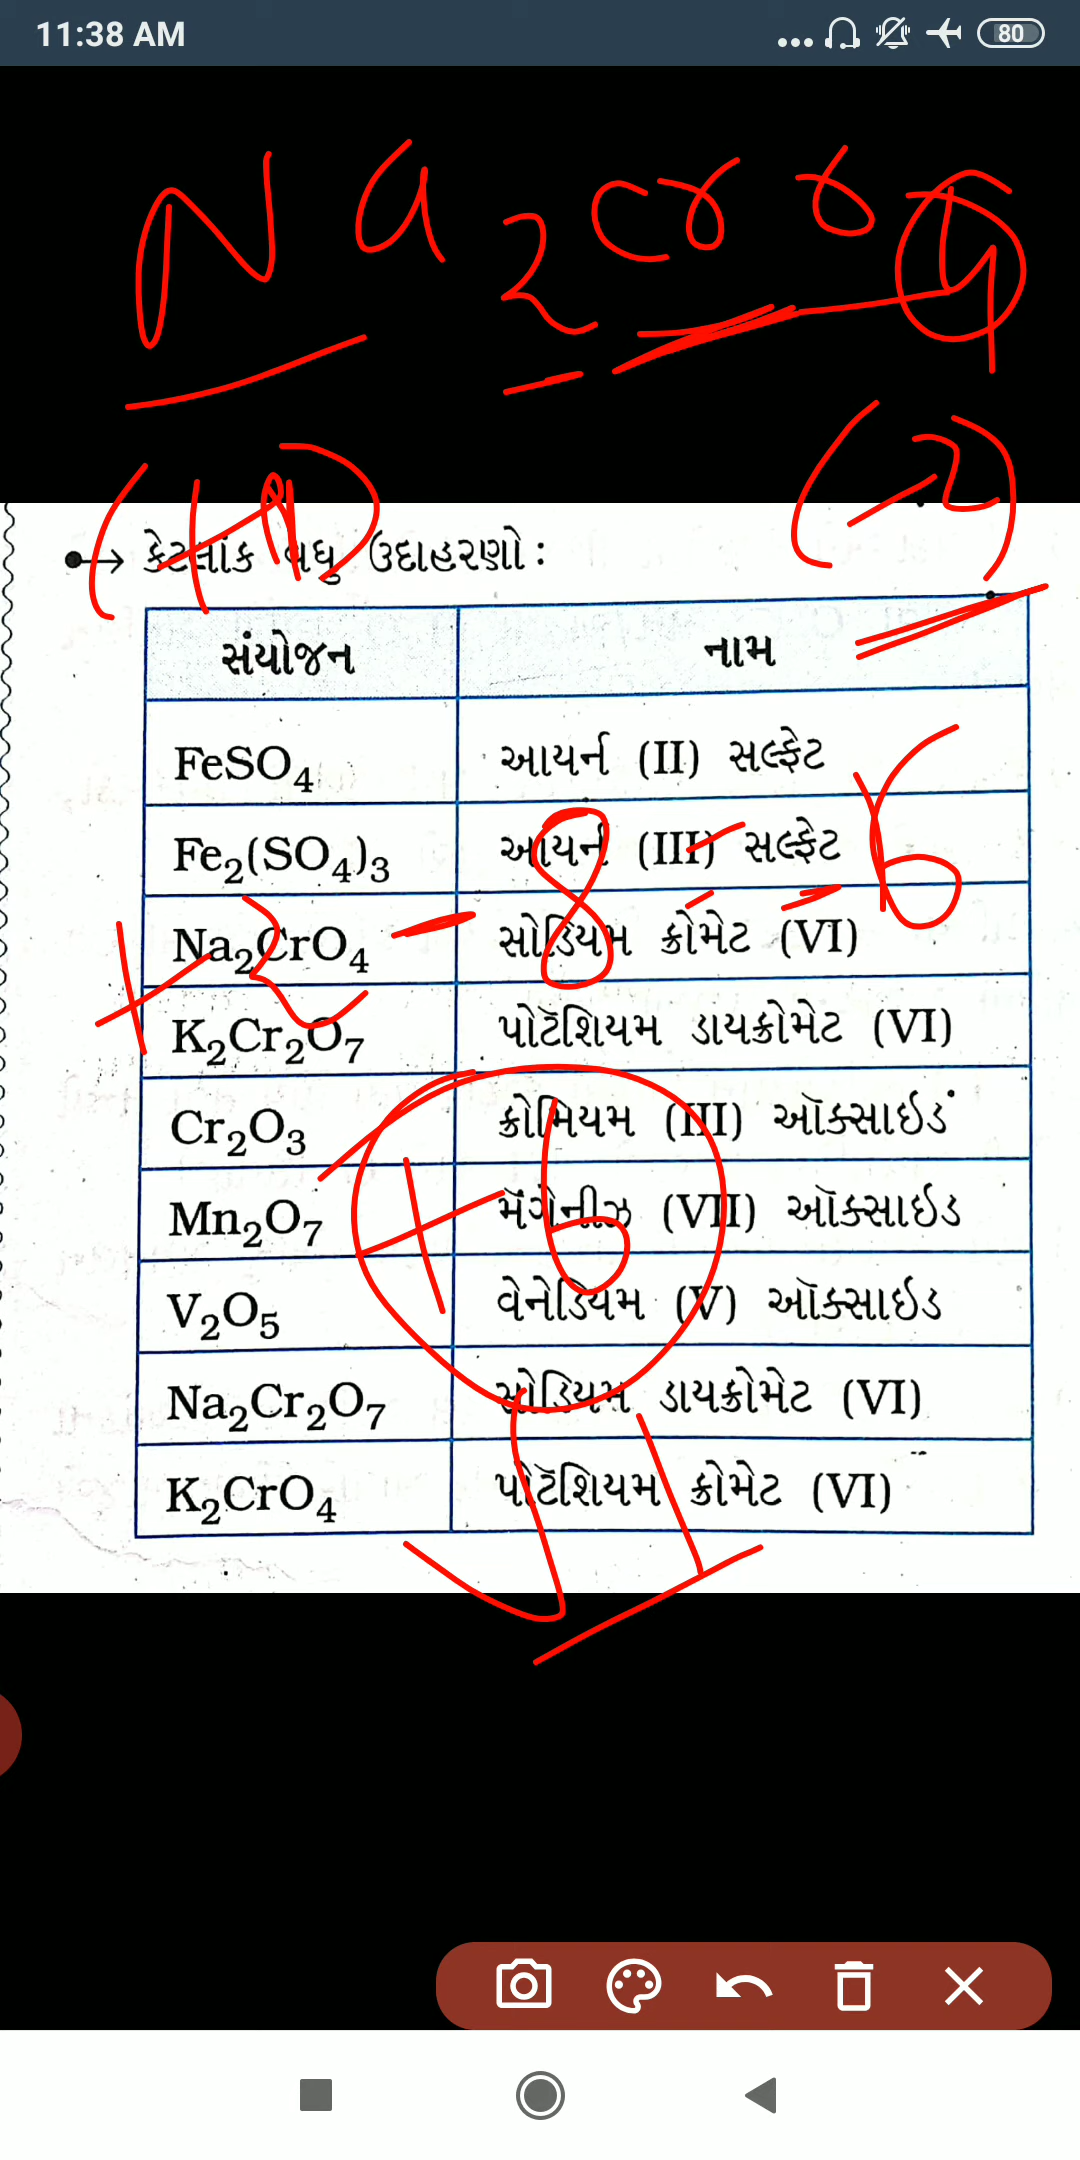 11:38 AM
80
Na2CrO4
(+1) (-2)
કેટલાંક વધુ ઉદાહરણો :
સંયોજન નામ
FeSO4 આયર્ન (II) સલ્ફેટ
Fe2(SO4)3 આયર્ન (III) સલ્ફેટ
Na2CrO4 સોડિયમ ક્રોમેટ (VI)
K2Cr2O7 પોટૅશિયમ ડાયક્રોમેટ (VI)
Cr2O3 ક્રોમિયમ (III) ઑક્સાઇડ
Mn2O7 મૅંગેનીઝ (VII) ઑક્સાઇડ
V2O5 વેનેડિયમ (V) ઑક્સાઇડ
Na2Cr2O7 સોડિયમ ડાયક્રોમેટ (VI)
K2CrO4 પોટૅશિયમ ક્રોમેટ (VI)
+2 - 8 = -6
+6
VI